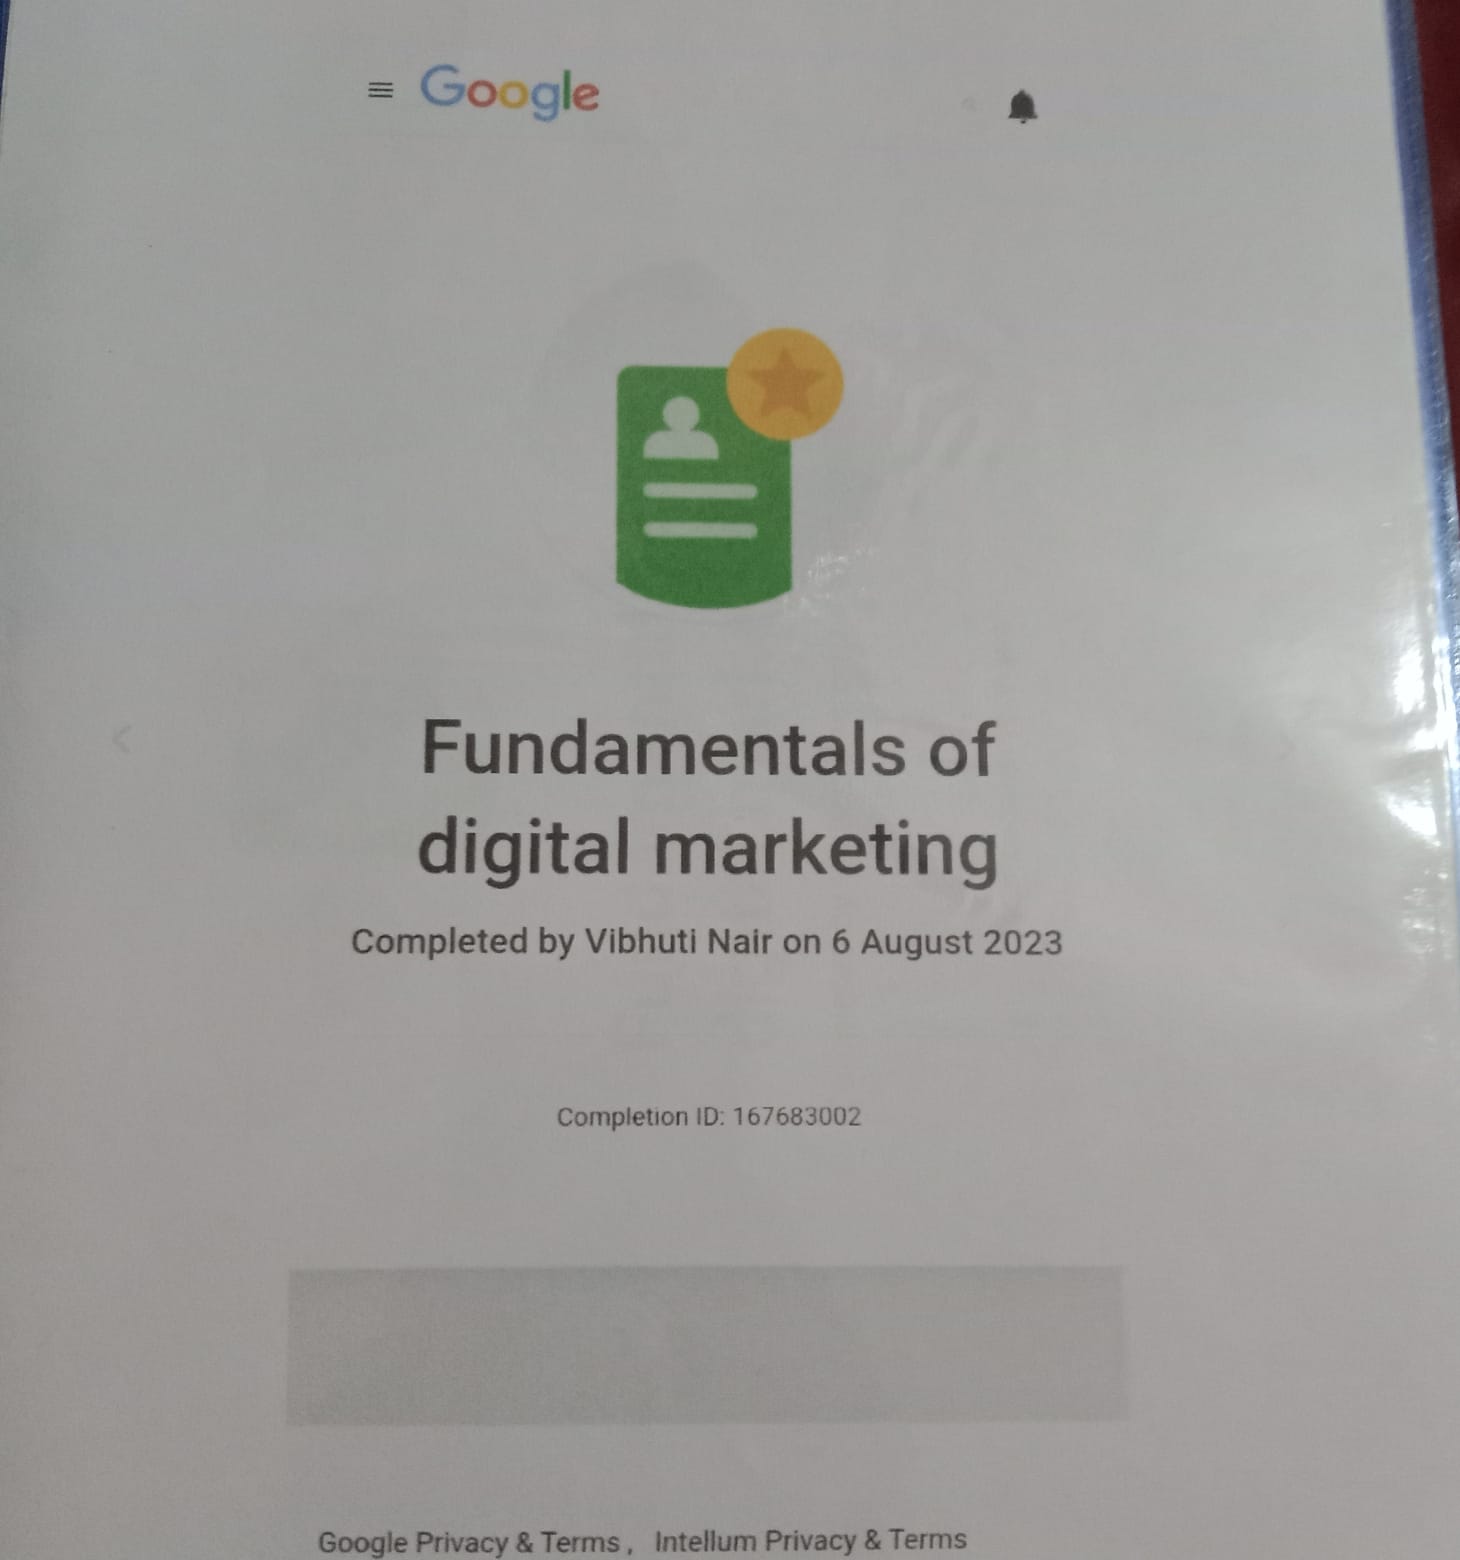 Google
Fundamentals of
digital marketing
Completed by Vibhuti Nair on 6 August 2023
Completion ID: 167683002
Google Privacy & Terms , Intellum Privacy & Terms